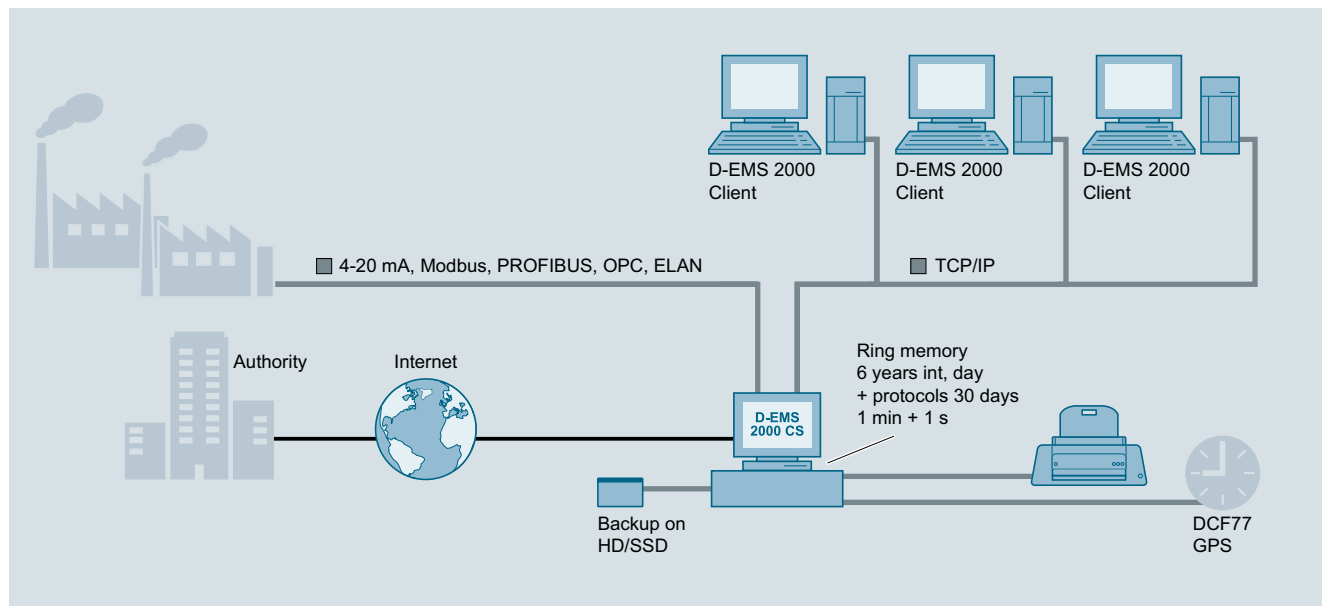 D-EMS 2000
Client
D-EMS 2000
Client
D-EMS 2000
Client
4-20 mA, Modbus, PROFIBUS, OPC, ELAN
TCP/IP
Authority
Internet
Ring memory
6 years int, day
+ protocols 30 days
1 min + 1 s
D-EMS
2000 CS
Backup on
HD/SSD
DCF77
GPS